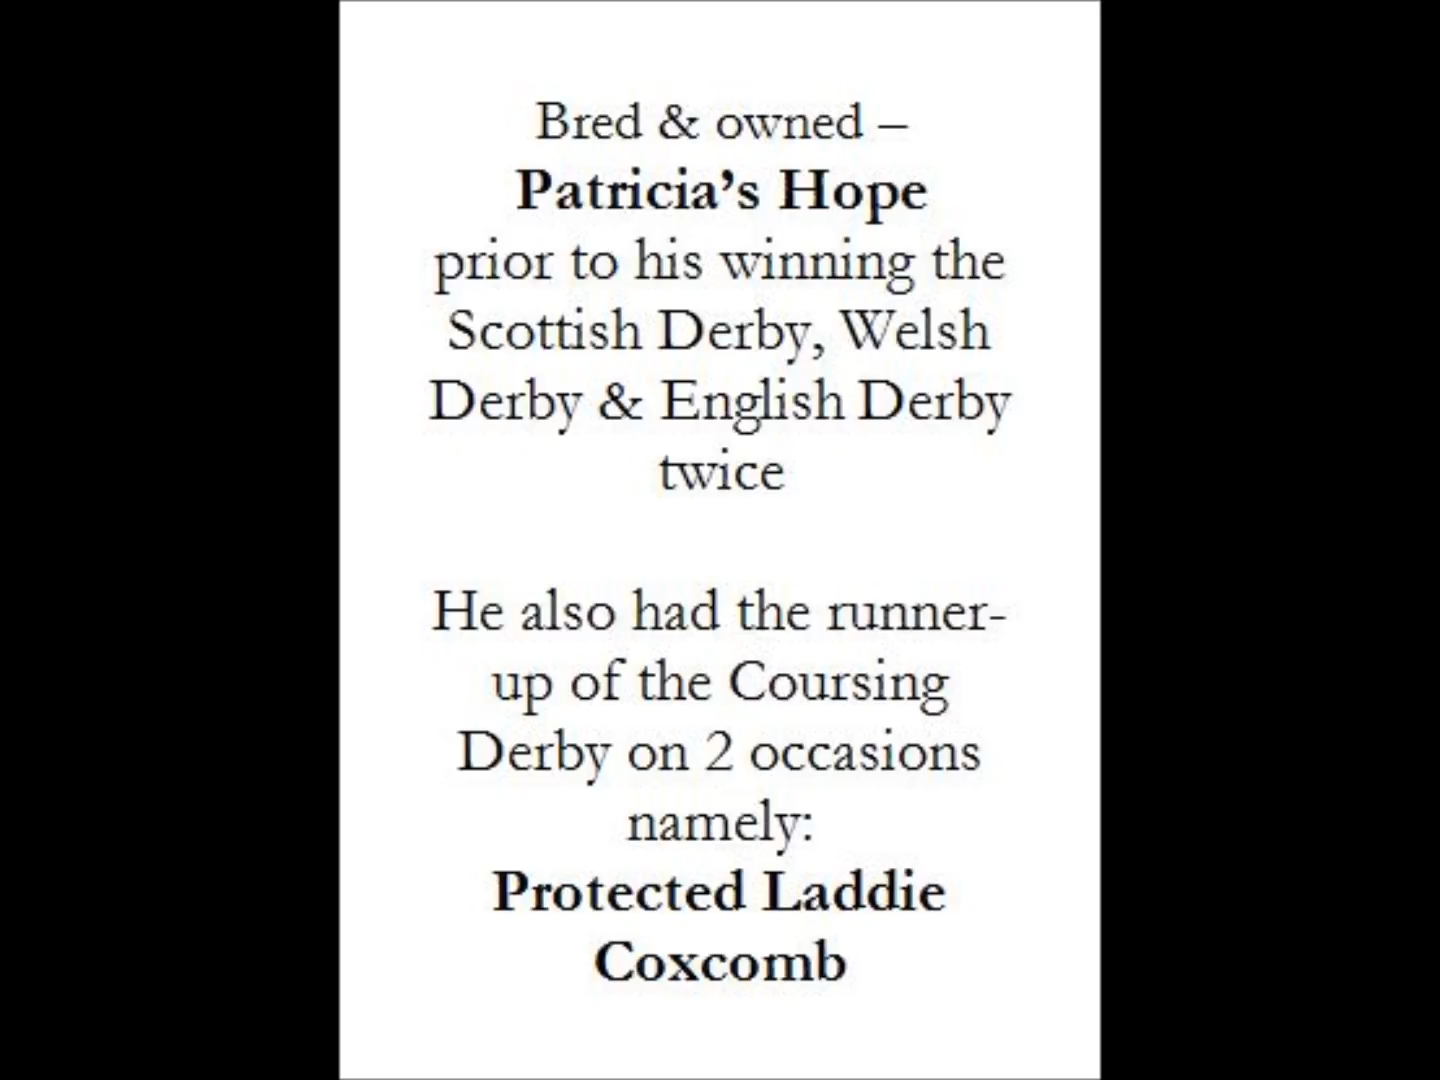 Bred & owned –
Patricia’s Hope
prior to his winning the
Scottish Derby, Welsh
Derby & English Derby
twice
He also had the runner-
up of the Coursing
Derby on 2 occasions
namely:
Protected Laddie
Coxcomb